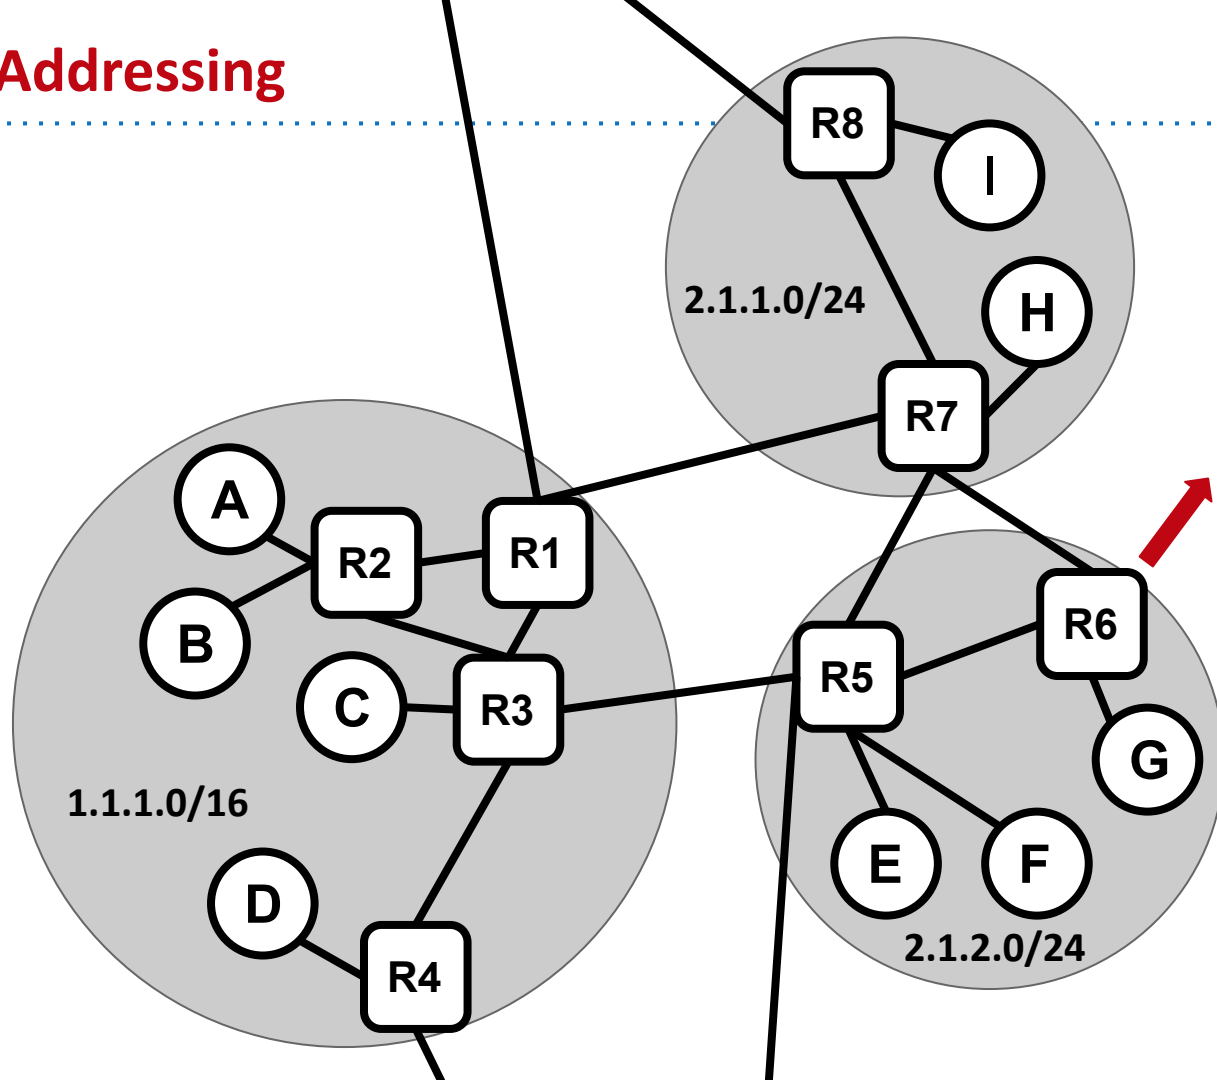 Addressing
R8
I
2.1.1.0/24
H
R7
A
R2
R1
B
R6
R5
C
R3
G
1.1.1.0/16
E
F
D
2.1.2.0/24
R4